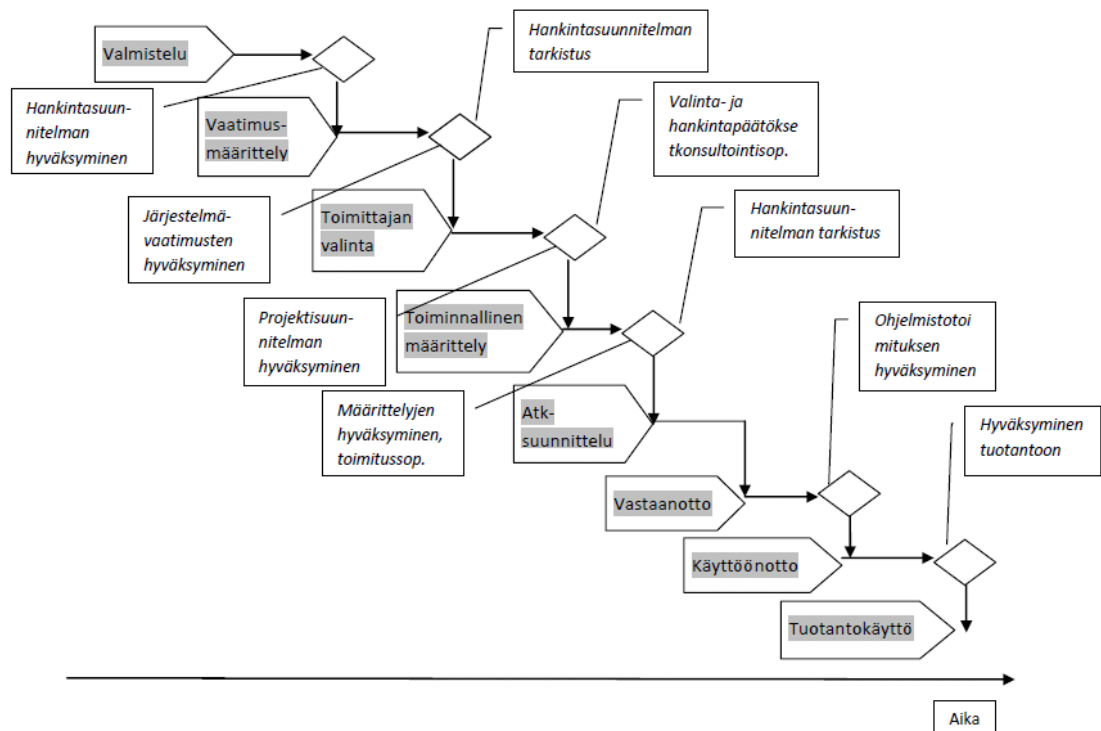 Valmistelu
Hankintasuunnitelman
tarkistus
Hankintasuun-
nitelman
hyväksyminen
Vaatimus-
määrittely
Valinta- ja
hankintapäätökse
tkonsultointisop.
Järjestelmä-
vaatimusten
hyväksyminen
Toimittajan
valinta
Hankintasuun-
nitelman tarkistus
Projektisuun-
nitelman
hyväksyminen
Toiminnallinen
määrittely
Ohjelmistotoi
mituksen
hyväksyminen
Määrittelyjen
hyväksyminen,
toimitussop.
Atk-
suunnittelu
Hyväksyminen
tuotantoon
Vastaanotto
Käyttöönotto
Tuotantokäyttö
Aika